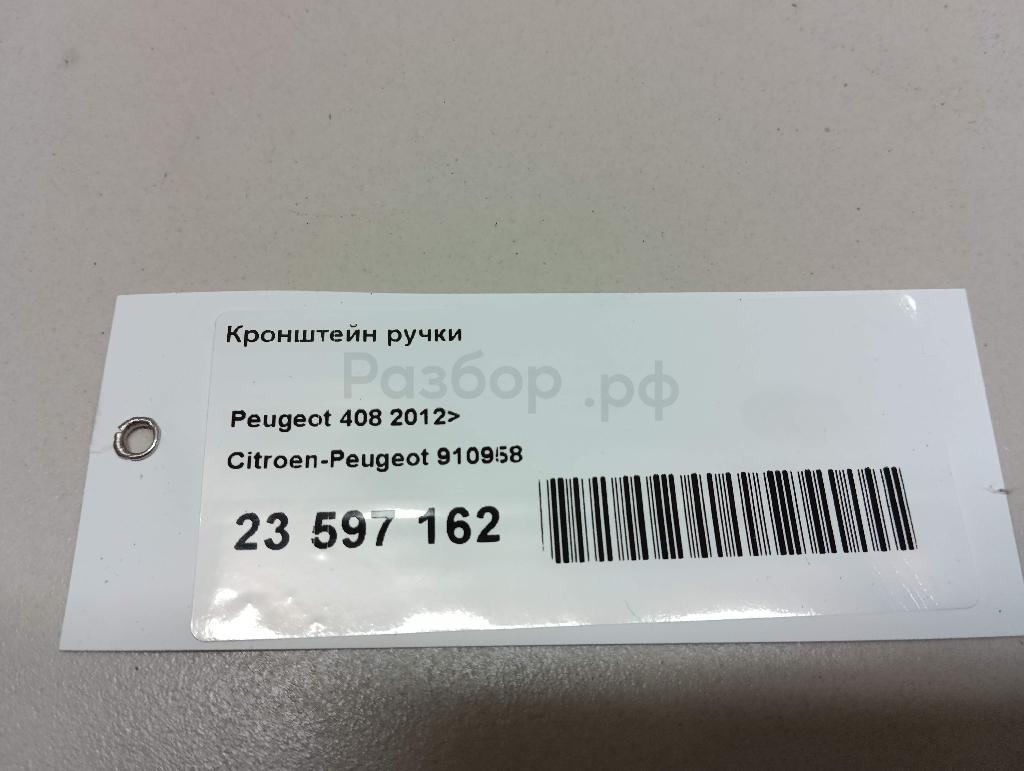 Кронштейн ручки
Разбор.рф
Peugeot 408 2012>
Citroen-Peugeot 910958
23 597 162